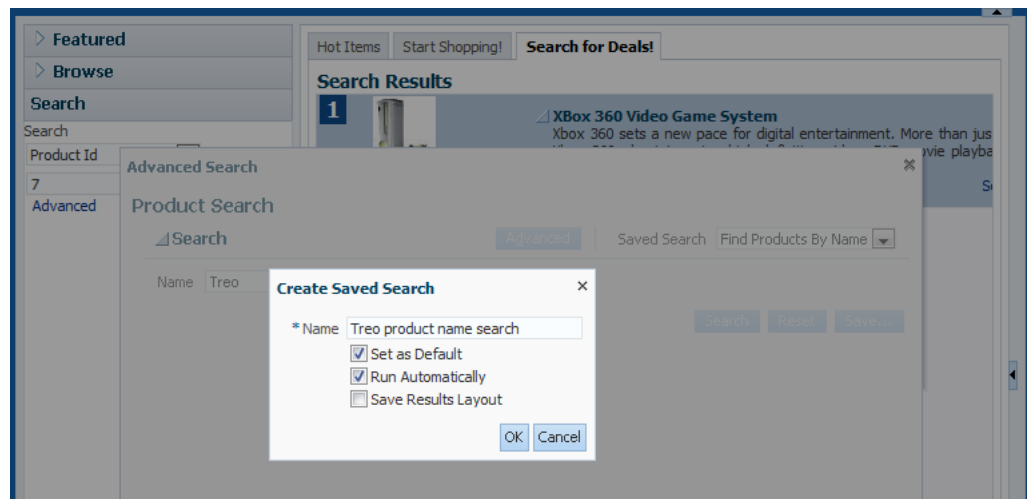 Featured
Browse
Search
Search
Product Id
7
Advanced
Hot Items Start Shopping! Search for Deals!
Search Results
1
XBox 360 Video Game System
Xbox 360 sets a new pace for digital entertainment. More than jus
Advanced Search
Product Search
Search Advanced Saved Search Find Products By Name
Name Treo
Search Reset Save...
Create Saved Search
* Name Treo product name search
Set as Default
Run Automatically
Save Results Layout
OK Cancel